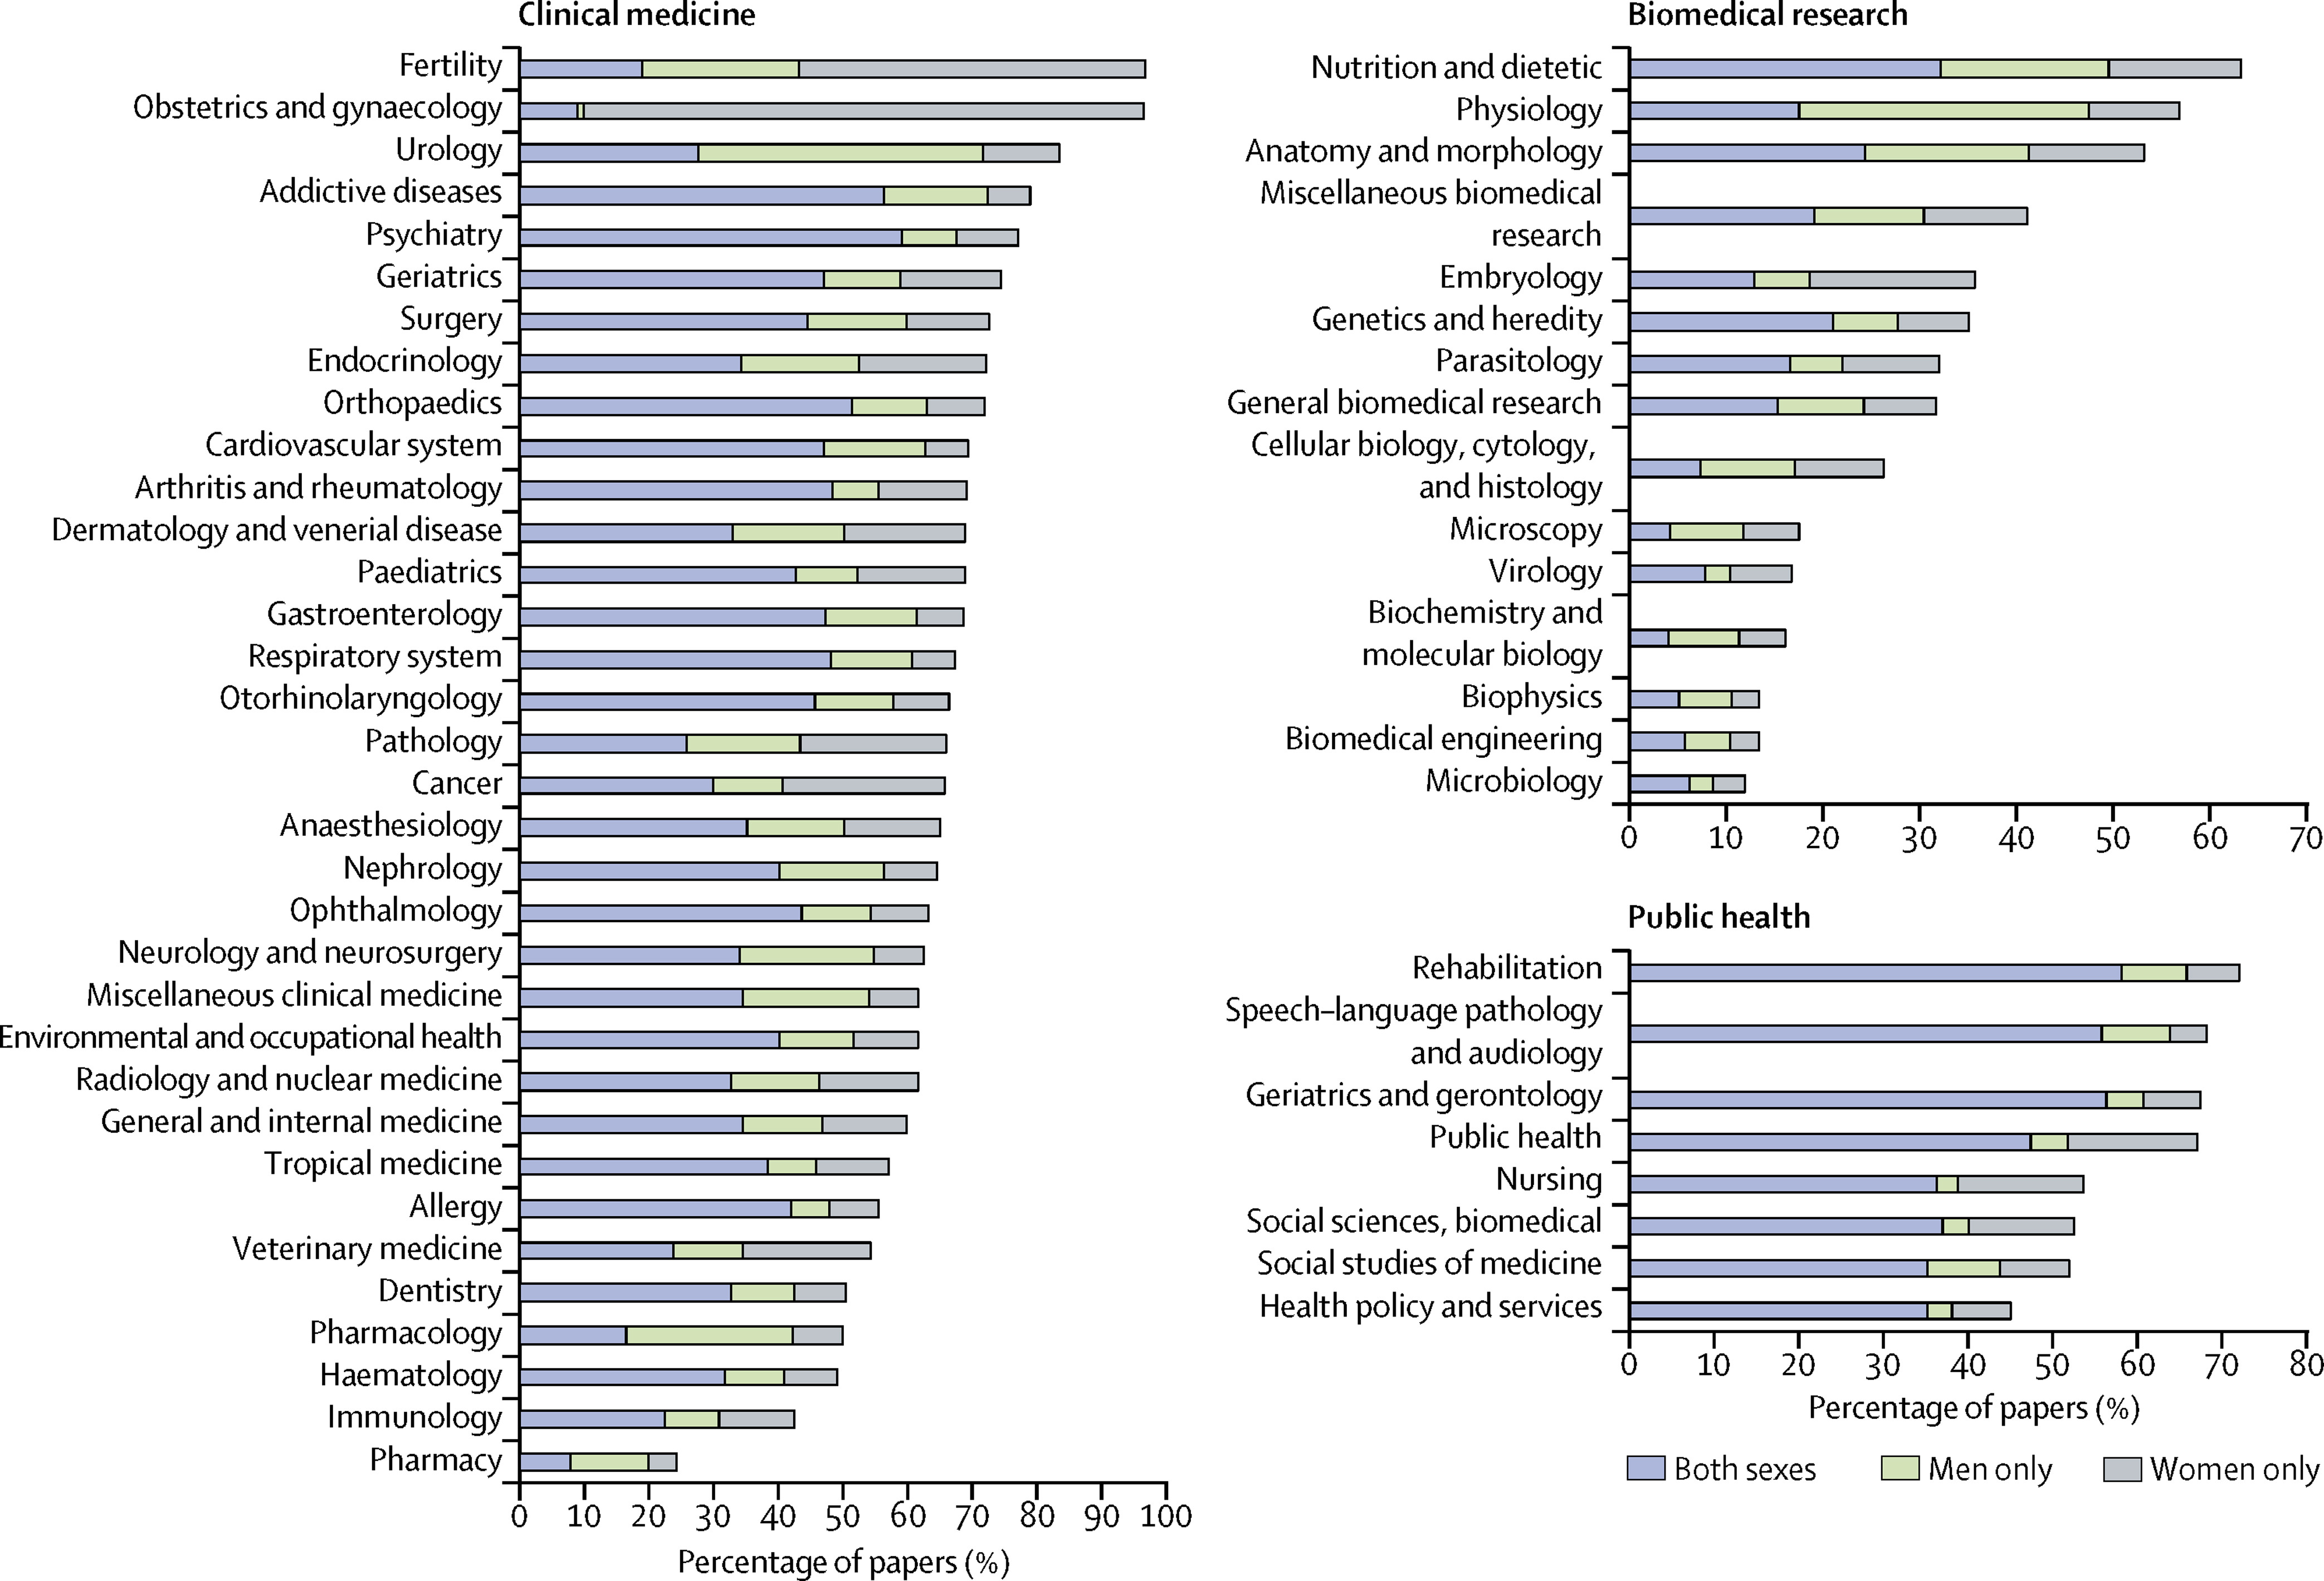 Clinical medicine
Fertility
Obstetrics and gynaecology
Urology
Addictive diseases
Psychiatry
Geriatrics
Surgery
Endocrinology
Orthopaedics
Cardiovascular system
Arthritis and rheumatology
Dermatology and venerial disease
Paediatrics
Gastroenterology
Respiratory system
Otorhinolaryngology
Pathology
Cancer
Anaesthesiology
Nephrology
Ophthalmology
Neurology and neurosurgery
Miscellaneous clinical medicine
Environmental and occupational health
Radiology and nuclear medicine
General and internal medicine
Tropical medicine
Allergy
Veterinary medicine
Dentistry
Pharmacology
Haematology
Immunology
Pharmacy
0 10 20 30 40 50 60 70 80 90 100
Percentage of papers (%)
Biomedical research
Nutrition and dietetic
Physiology
Anatomy and morphology
Miscellaneous biomedical
research
Embryology
Genetics and heredity
Parasitology
General biomedical research
Cellular biology, cytology,
and histology
Microscopy
Virology
Biochemistry and
molecular biology
Biophysics
Biomedical engineering
Microbiology
0 10 20 30 40 50 60 70
Public health
Rehabilitation
Speech–language pathology
and audiology
Geriatrics and gerontology
Public health
Nursing
Social sciences, biomedical
Social studies of medicine
Health policy and services
0 10 20 30 40 50 60 70 80
Percentage of papers (%)
Both sexes Men only Women only